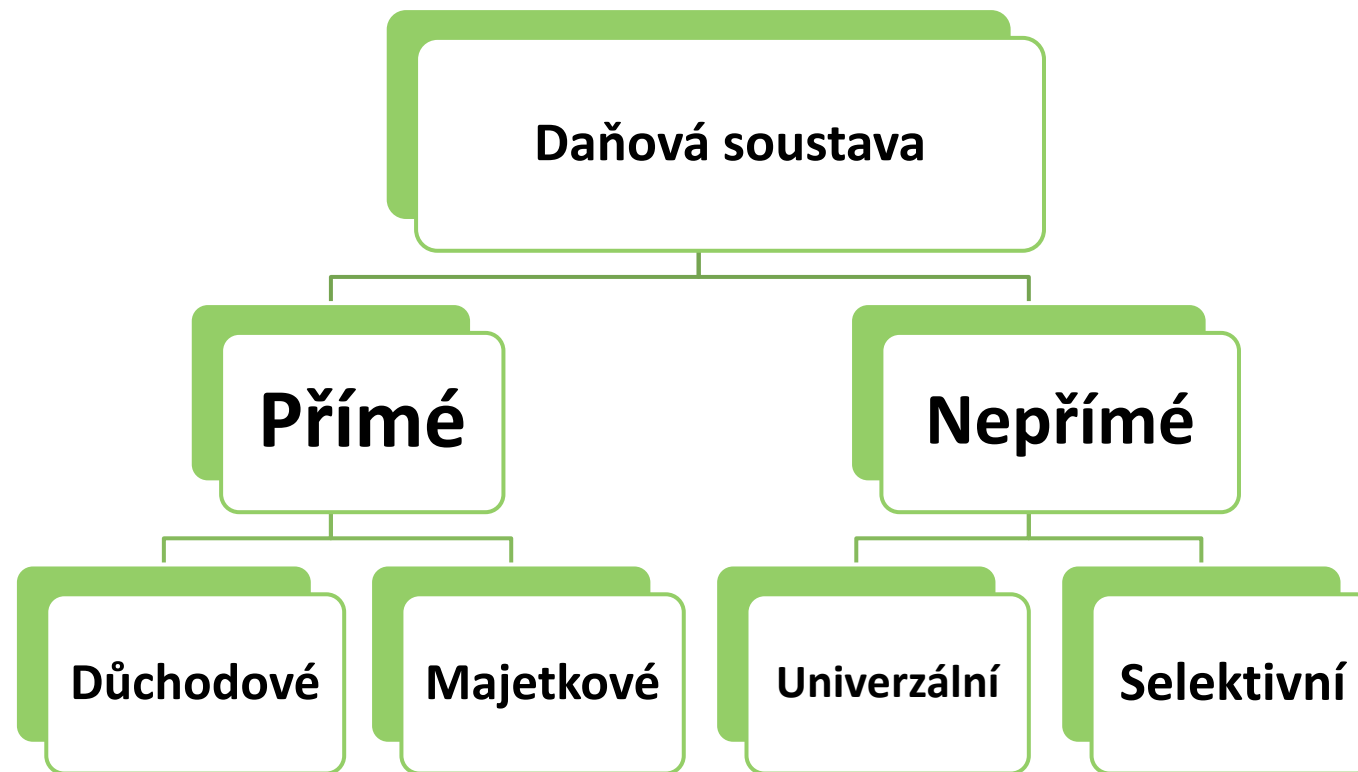 Daňová soustava
Přímé
Nepřímé
Důchodové
Majetkové
Univerzální
Selektivní